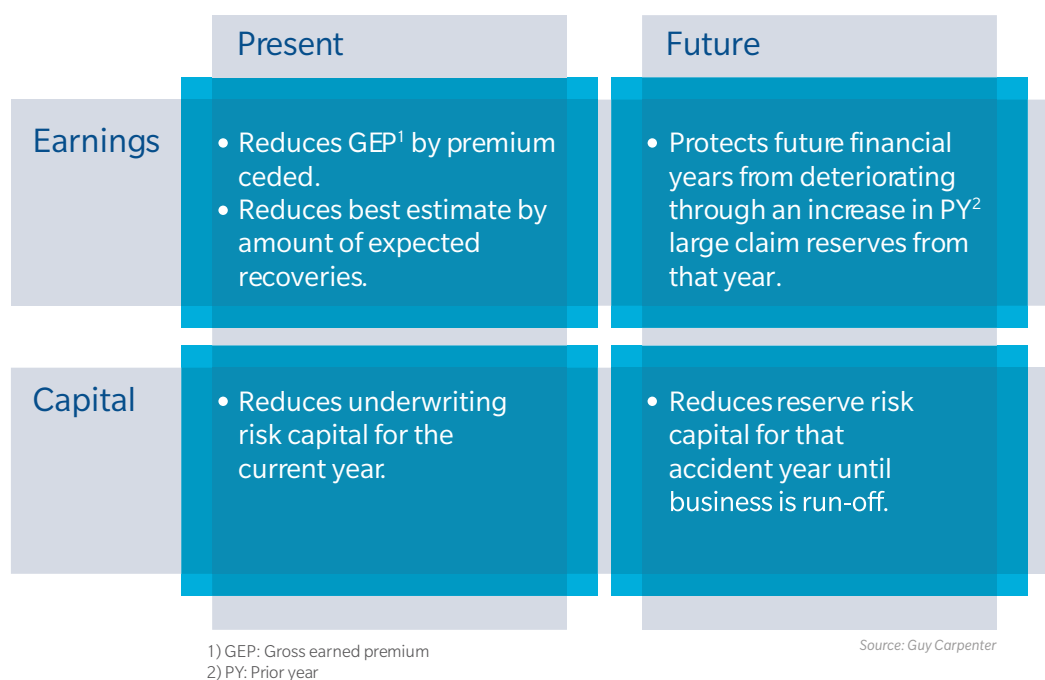 Present
Future
Earnings
• Reduces GEP¹ by premium
ceded.
• Reduces best estimate by
amount of expected
recoveries.
• Protects future financial
years from deteriorating
through an increase in PY²
large claim reserves from
that year.
Capital
• Reduces underwriting
risk capital for the
current year.
• Reduces reserve risk
capital for that
accident year until
business is run-off.
1) GEP: Gross earned premium
2) PY: Prior year
Source: Guy Carpenter